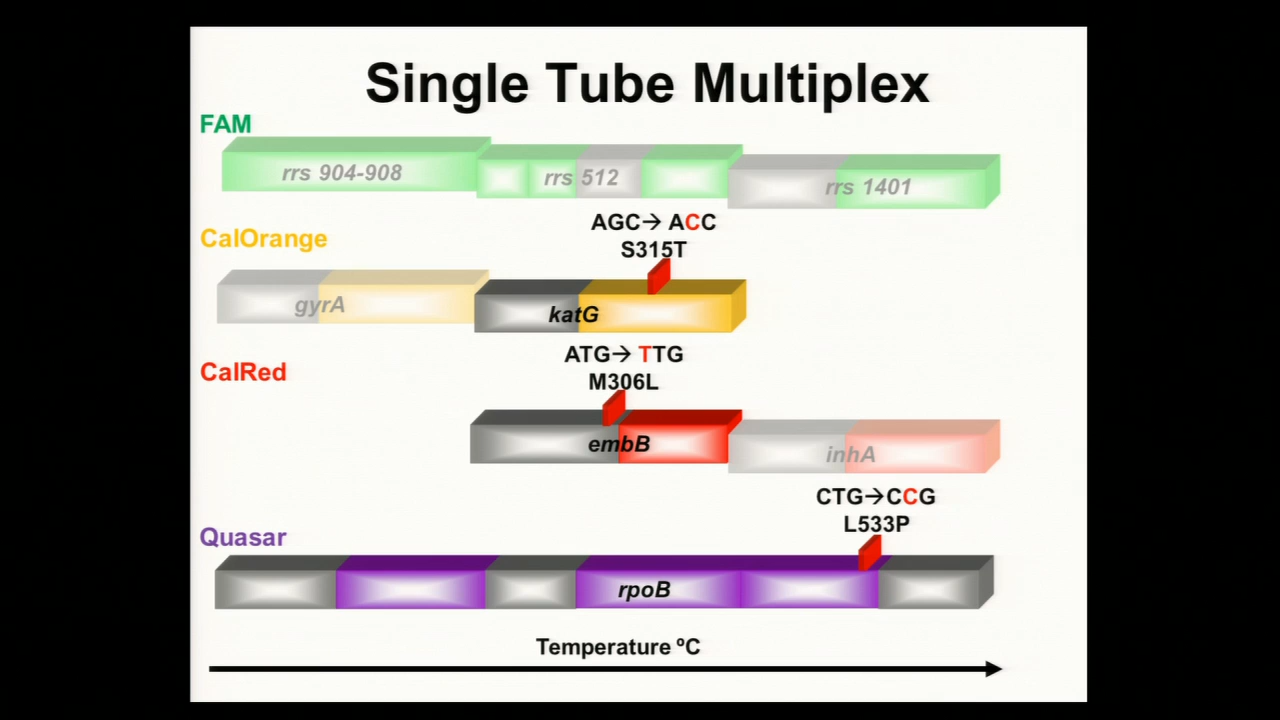 Single Tube Multiplex
FAM
rrs 904-908
rrs 512
rrs 1401
AGC→ ACC
S315T
CalOrange
gyrA
katG
ATG→ TTG
M306L
CalRed
embB
inhA
CTG→CCG
L533P
Quasar
rpoB
Temperature ºC